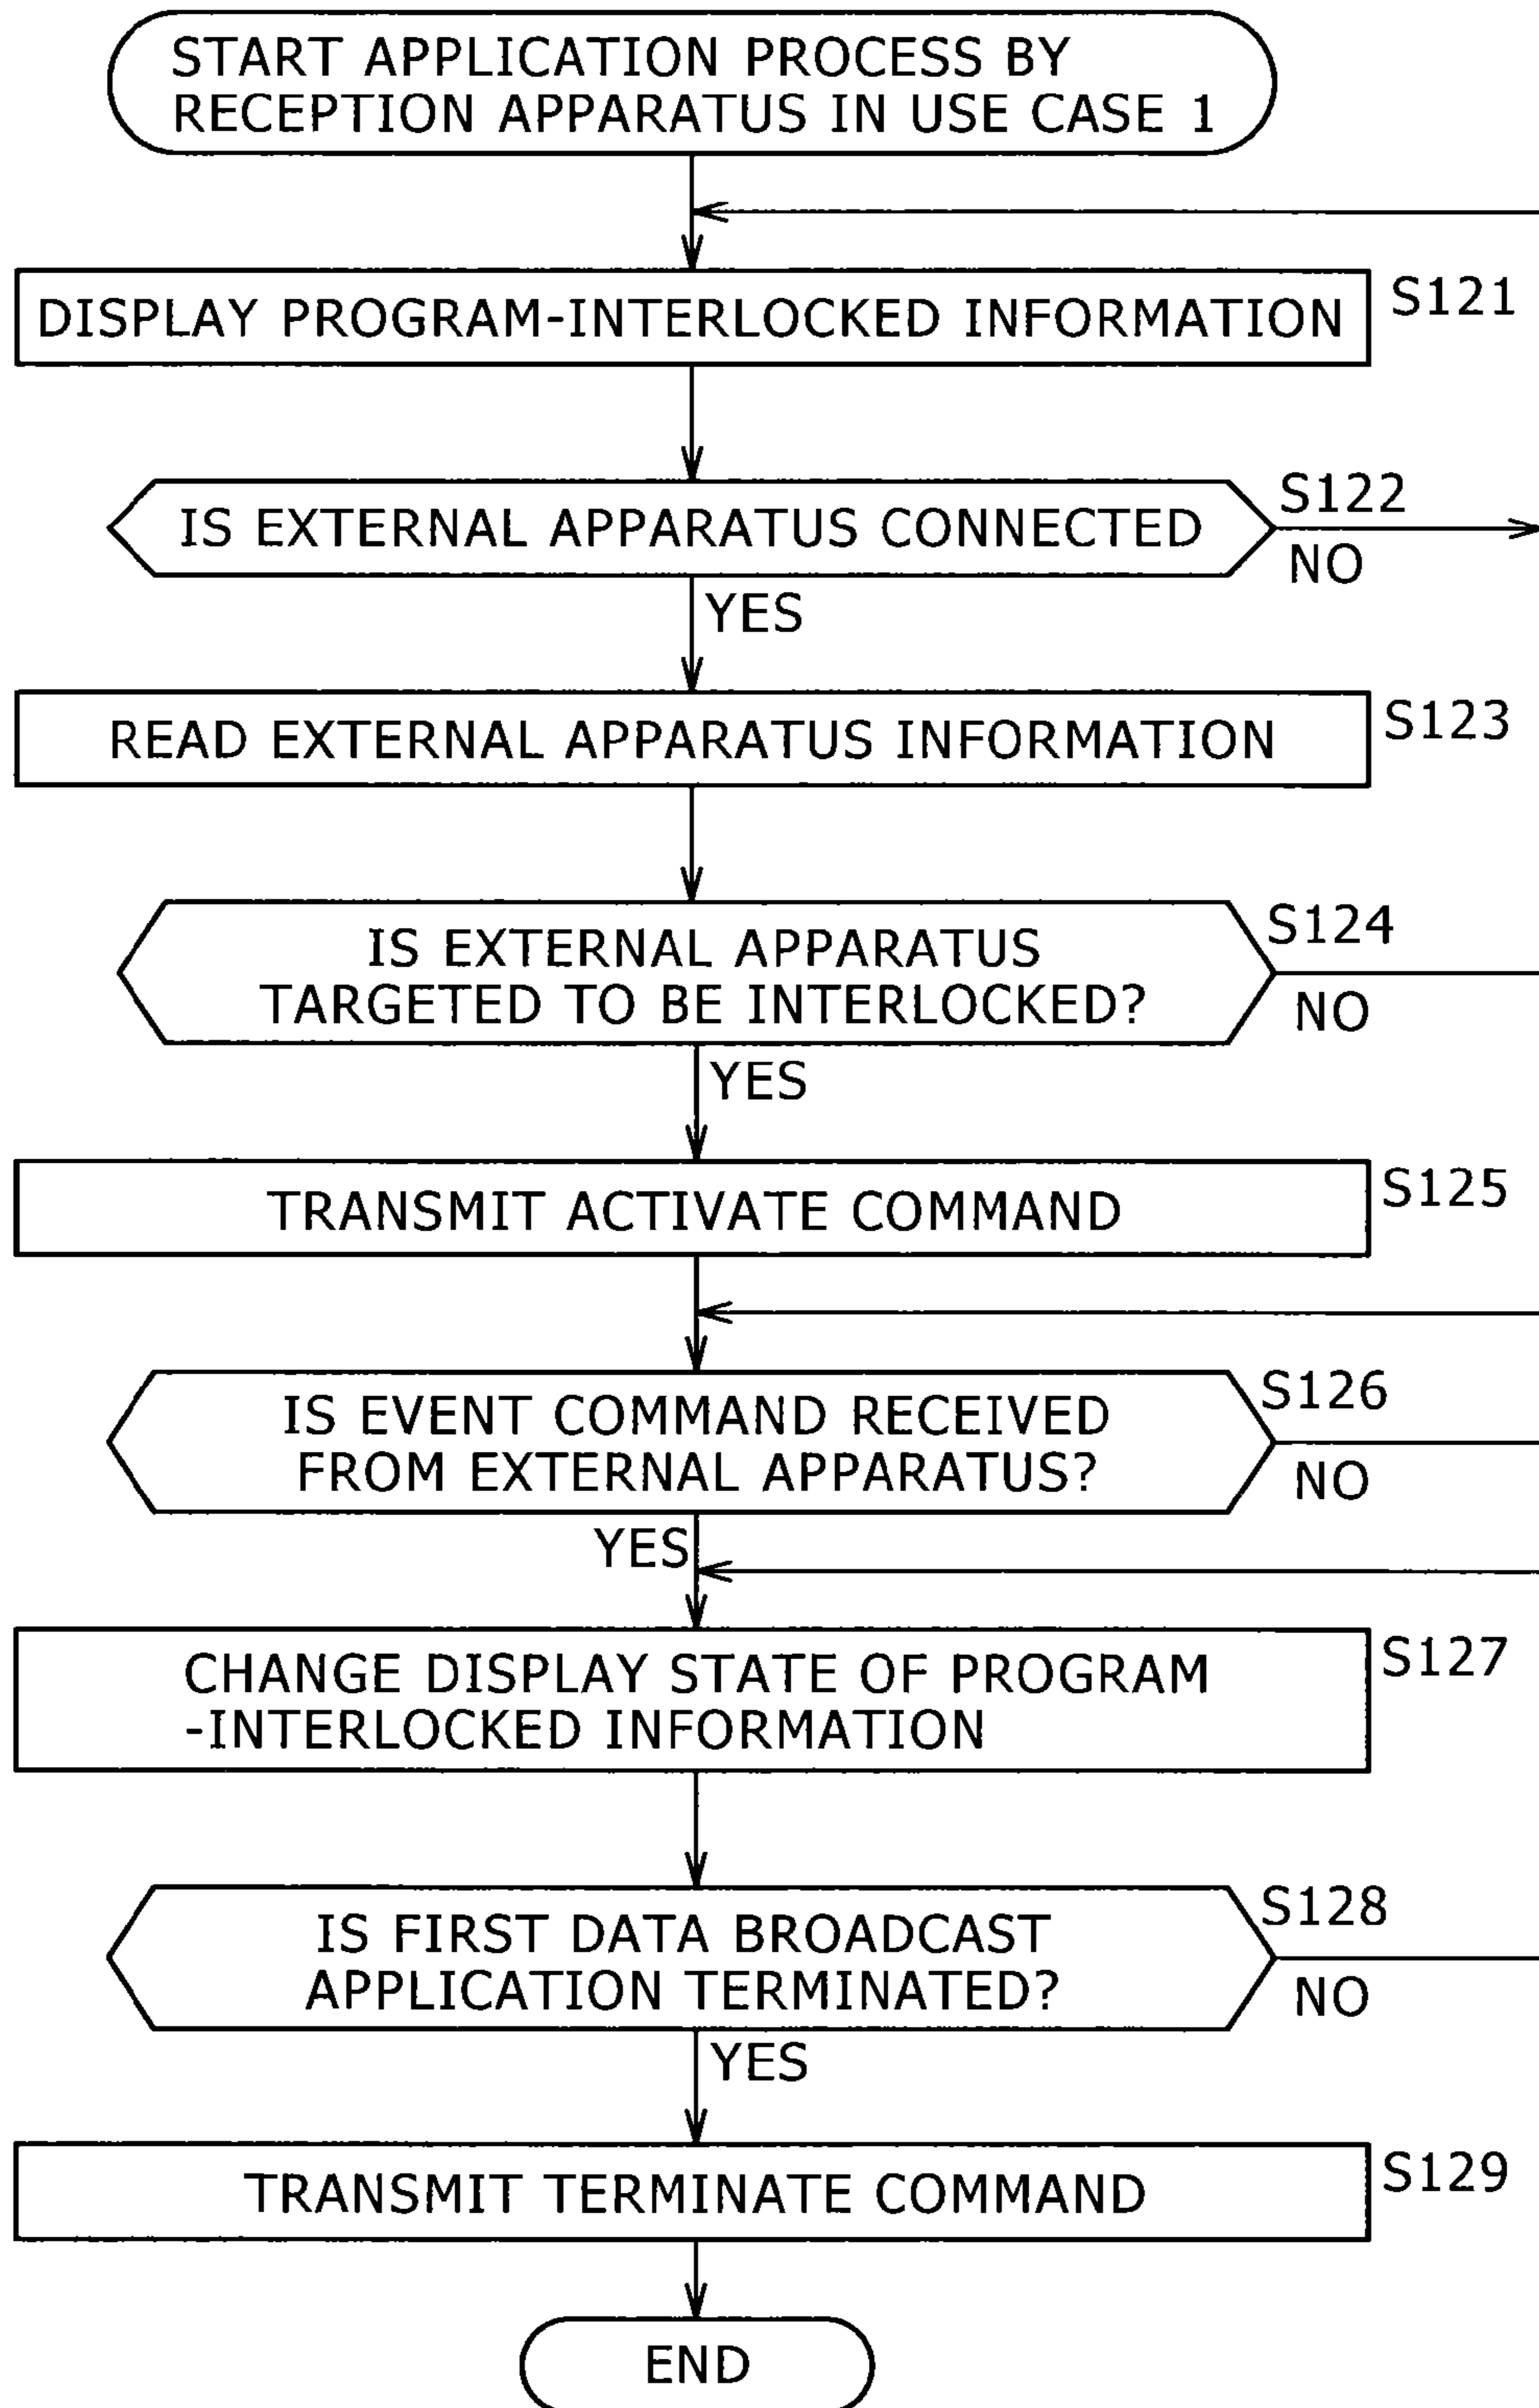 START APPLICATION PROCESS BY
RECEPTION APPARATUS IN USE CASE 1
DISPLAY PROGRAM-INTERLOCKED INFORMATION
S121
IS EXTERNAL APPARATUS CONNECTED
S122
NO
YES
READ EXTERNAL APPARATUS INFORMATION
S123
IS EXTERNAL APPARATUS
TARGETED TO BE INTERLOCKED?
S124
NO
YES
TRANSMIT ACTIVATE COMMAND
S125
IS EVENT COMMAND RECEIVED
FROM EXTERNAL APPARATUS?
S126
NO
YES
CHANGE DISPLAY STATE OF PROGRAM
-INTERLOCKED INFORMATION
S127
IS FIRST DATA BROADCAST
APPLICATION TERMINATED?
S128
NO
YES
TRANSMIT TERMINATE COMMAND
S129
END